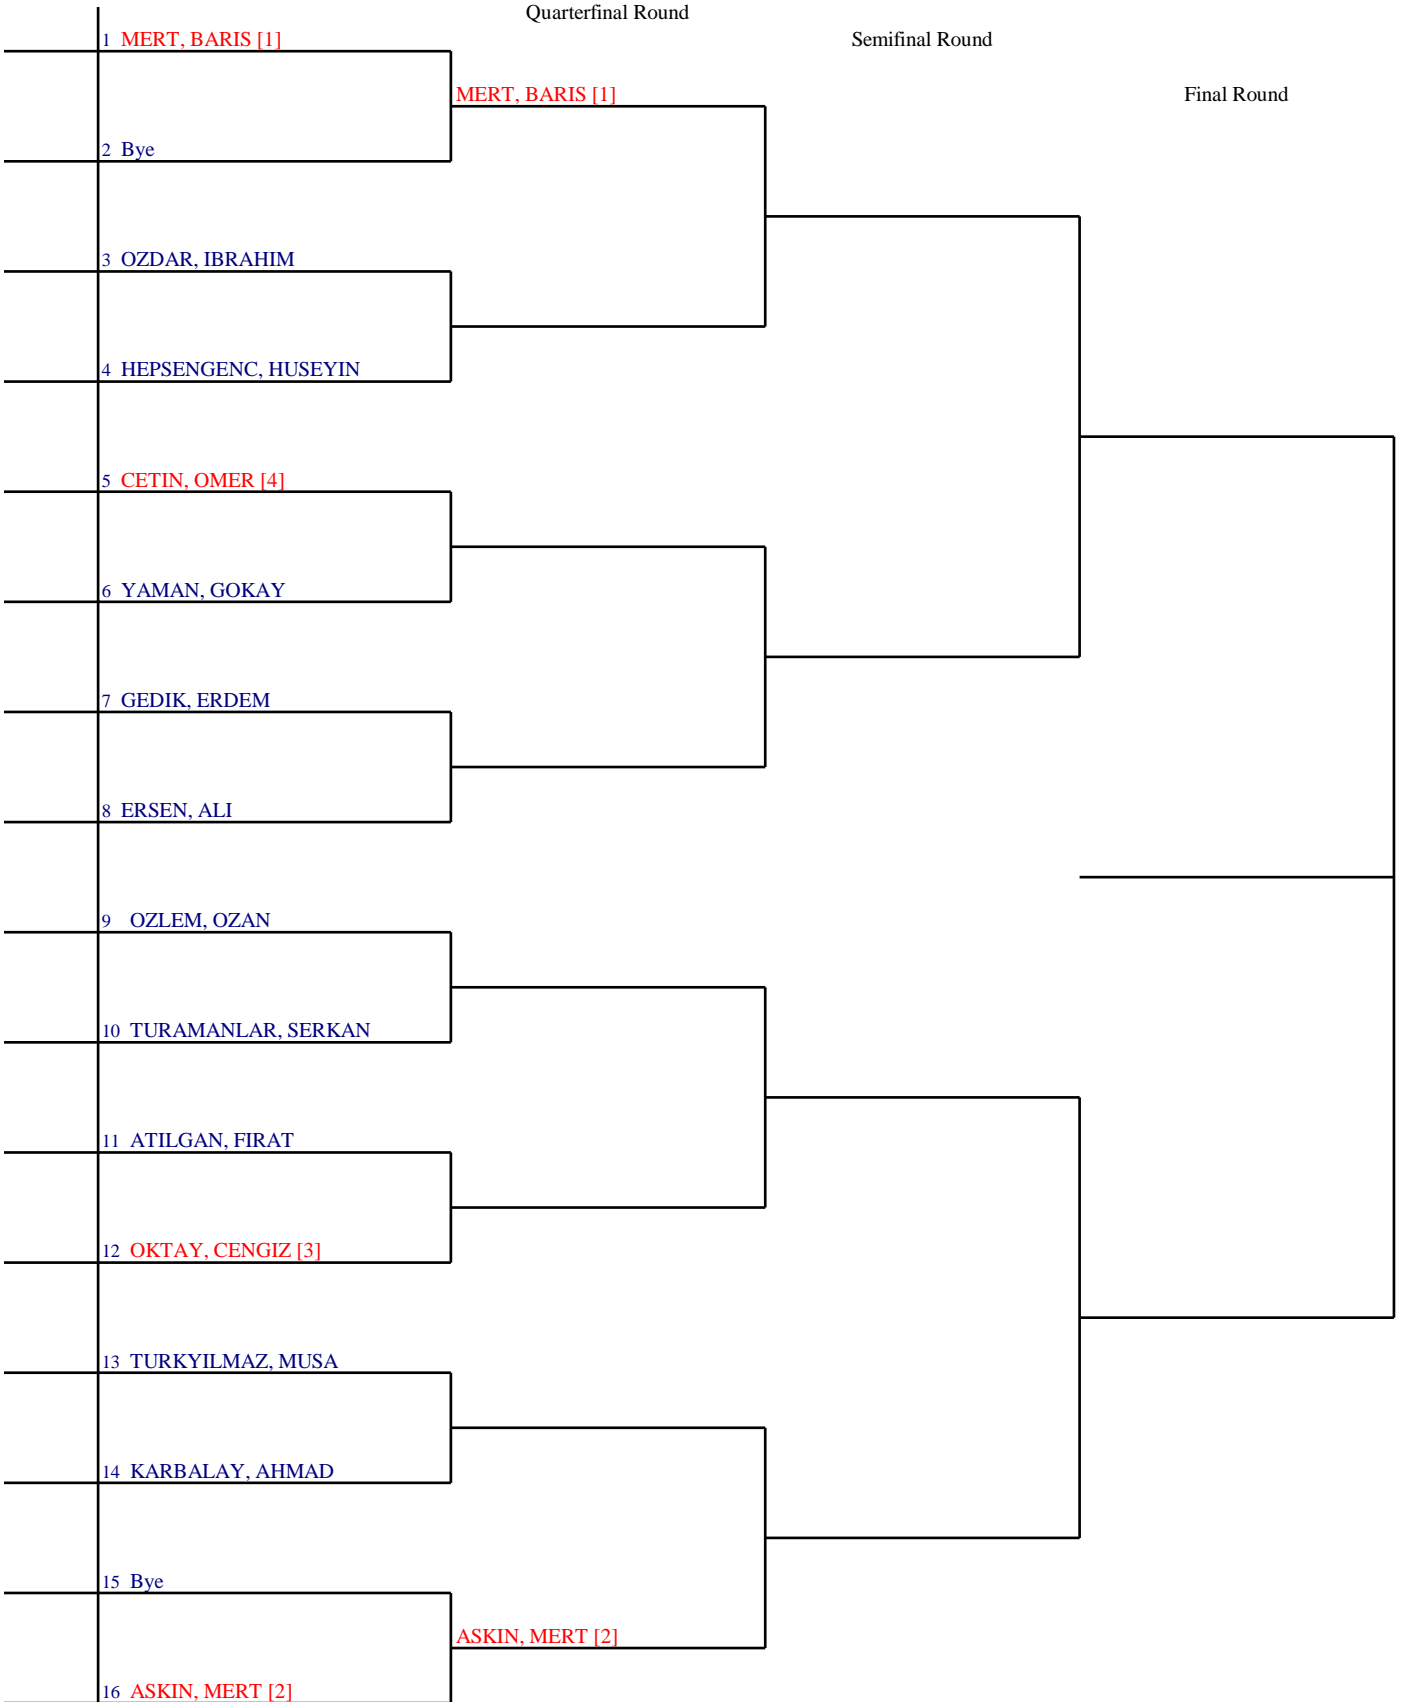 Quarterfinal Round
1 MERT, BARIS [1]
Semifinal Round
MERT, BARIS [1]
Final Round
2 Bye
3 OZDAR, IBRAHIM
4 HEPSENGENC, HUSEYIN
5 CETIN, OMER [4]
6 YAMAN, GOKAY
7 GEDIK, ERDEM
8 ERSEN, ALI
9 OZLEM, OZAN
10 TURAMANLAR, SERKAN
11 ATILGAN, FIRAT
12 OKTAY, CENGIZ [3]
13 TURKYILMAZ, MUSA
14 KARBALAY, AHMAD
15 Bye
ASKIN, MERT [2]
16 ASKIN, MERT [2]